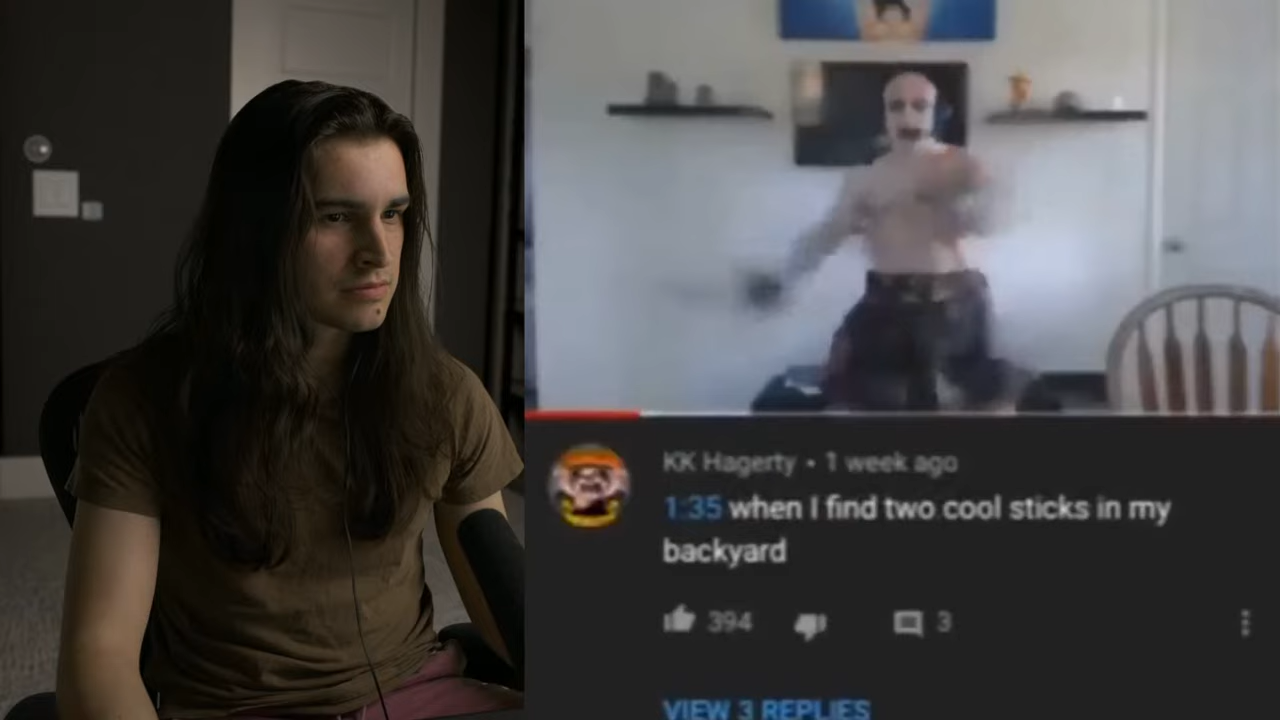 KK Hagerty • 1 week ago
1:35 when I find two cool sticks in my
backyard
394
3
VIEW 3 REPLIES